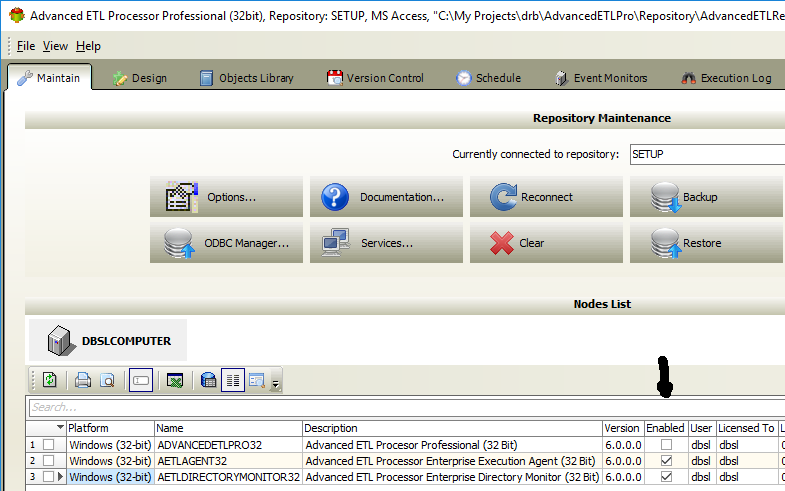 Advanced ETL Processor Professional (32bit), Repository: SETUP, MS Access, "C:\My Projects\drb\AdvancedETLPro\Repository\AdvancedETLRe
File View Help
Maintain Design Objects Library Version Control Schedule Event Monitors Execution Log
Repository Maintenance
Currently connected to repository: SETUP
Options... Documentation... Reconnect Backup
ODBC Manager... Services... Clear Restore
Nodes List
DBSLCOMPUTER
Search...
Platform Name Description Version Enabled User Licensed To L
1 Windows (32-bit) ADVANCEDETLPRO32 Advanced ETL Procesor Professional (32 Bit) 6.0.0.0 dbsl dbsl
2 Windows (32-bit) AETLAGENT32 Advanced ETL Procesor Enterprise Execution Agent (32 Bit) 6.0.0.0 dbsl dbsl
3 Windows (32-bit) AETLDIRECTORYMONITOR32 Advanced ETL Procesor Enterprise Directory Monitor (32 Bit) 6.0.0.0 dbsl dbsl